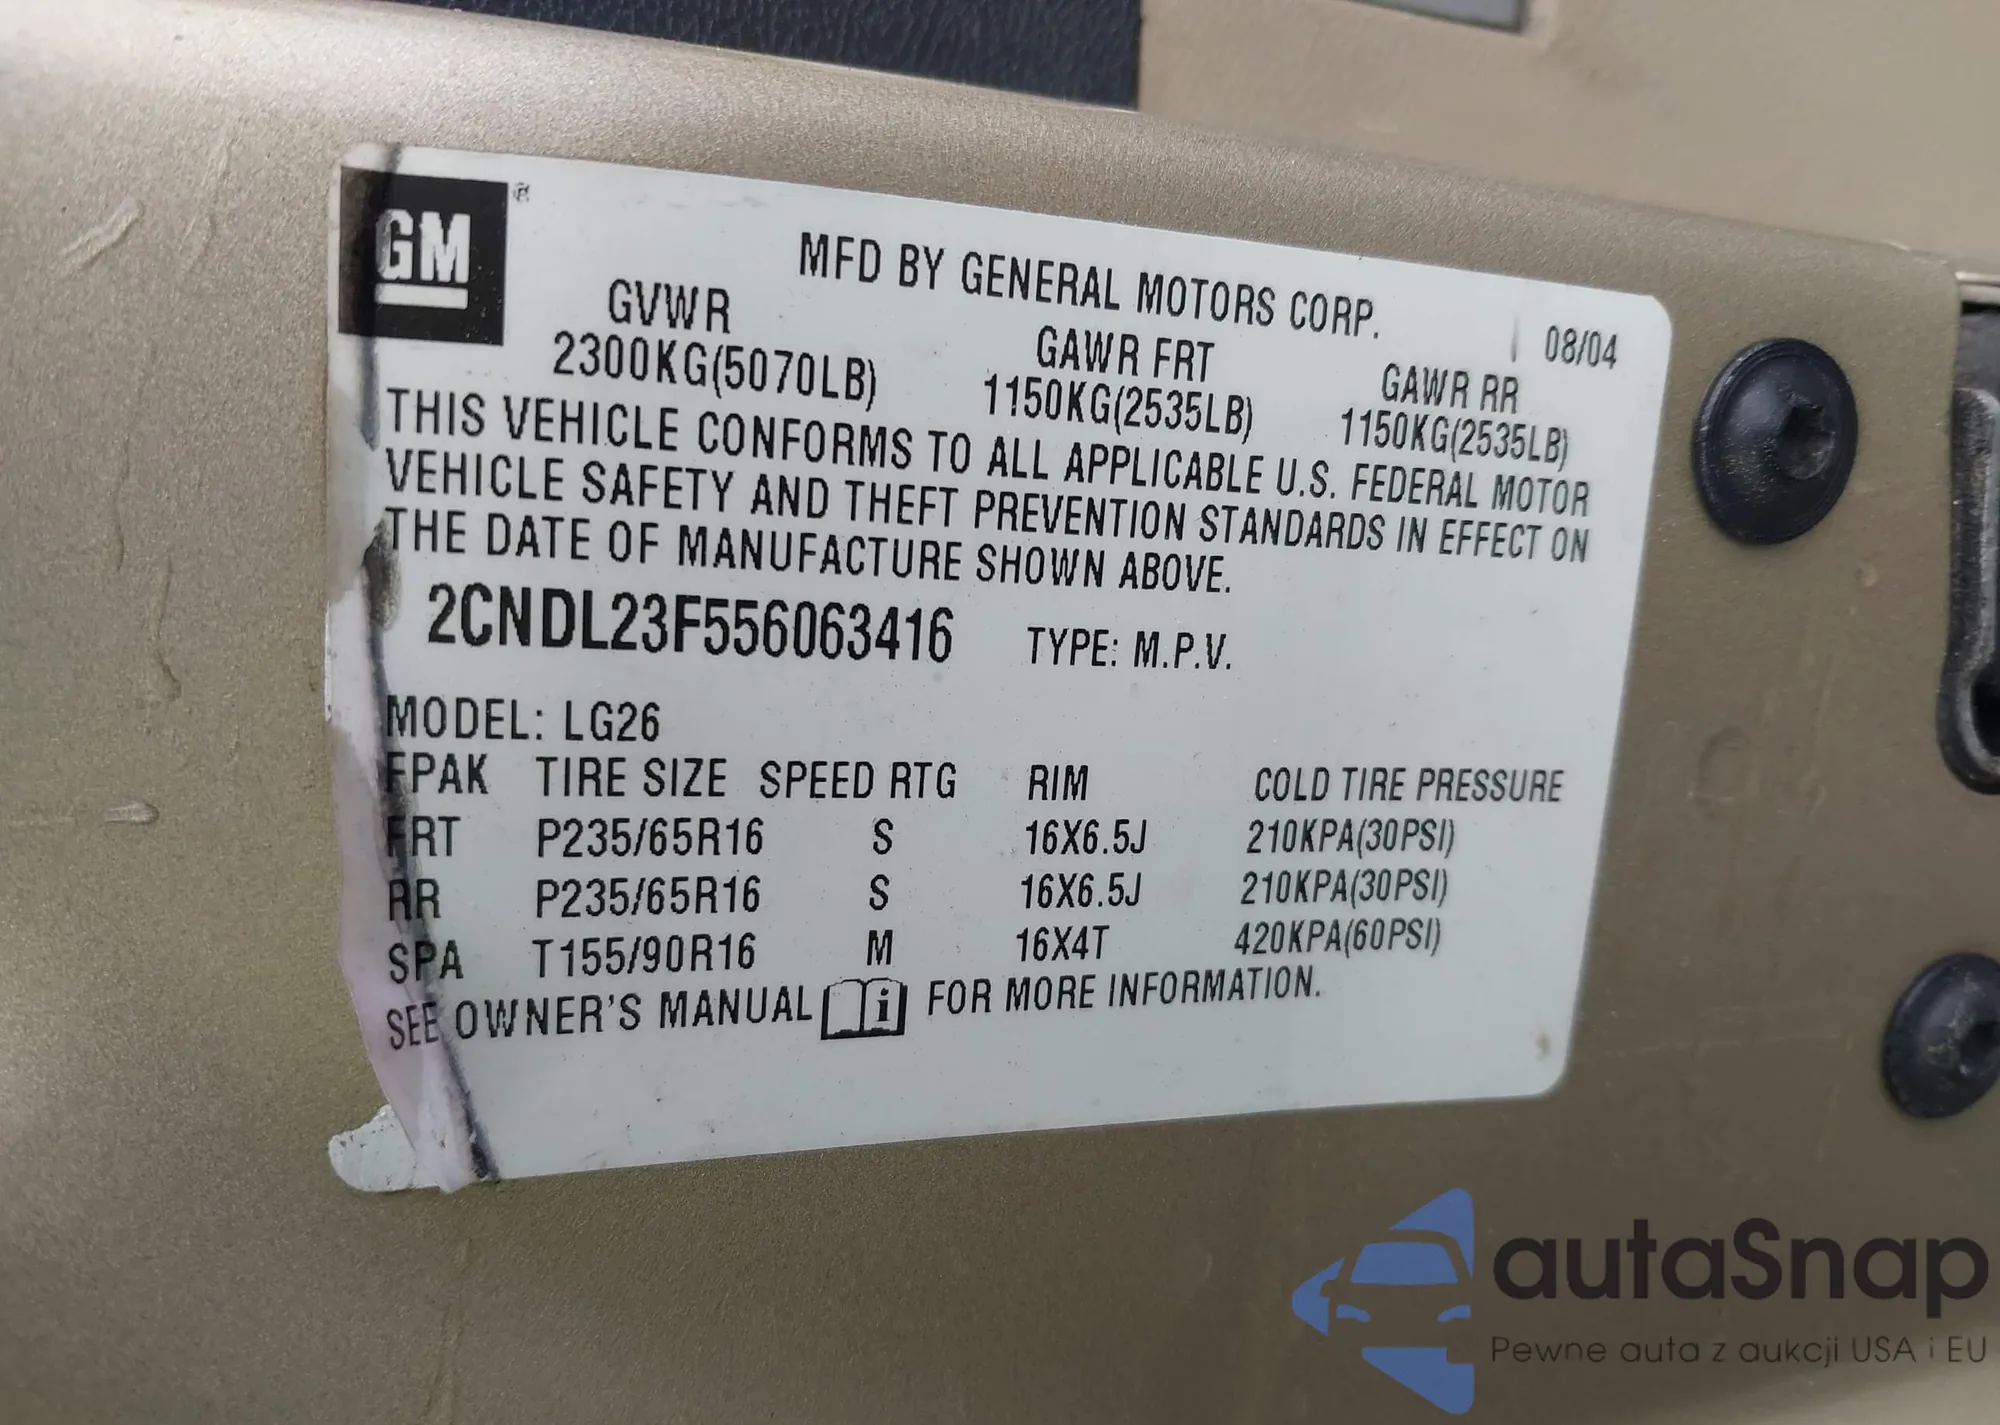 GM®
MFD BY GENERAL MOTORS CORP.
08/04
GVWR GAWR FRT GAWR RR
2300KG(5070LB) 1150KG(2535LB) 1150KG(2535LB)
THIS VEHICLE CONFORMS TO ALL APPLICABLE U.S. FEDERAL MOTOR
VEHICLE SAFETY AND THEFT PREVENTION STANDARDS IN EFFECT ON
THE DATE OF MANUFACTURE SHOWN ABOVE.
2CNDL23F556063416 TYPE: M.P.V.
MODEL: LG26
FPAK TIRE SIZE SPEED RTG RIM COLD TIRE PRESSURE
FRT P235/65R16 S 16X6.5J 210KPA(30PSI)
RR P235/65R16 S 16X6.5J 210KPA(30PSI)
SPA T155/90R16 M 16X4T 420KPA(60PSI)
SEE OWNER'S MANUAL i FOR MORE INFORMATION.
autaSnap
Pewne auta z aukcji USA i EU